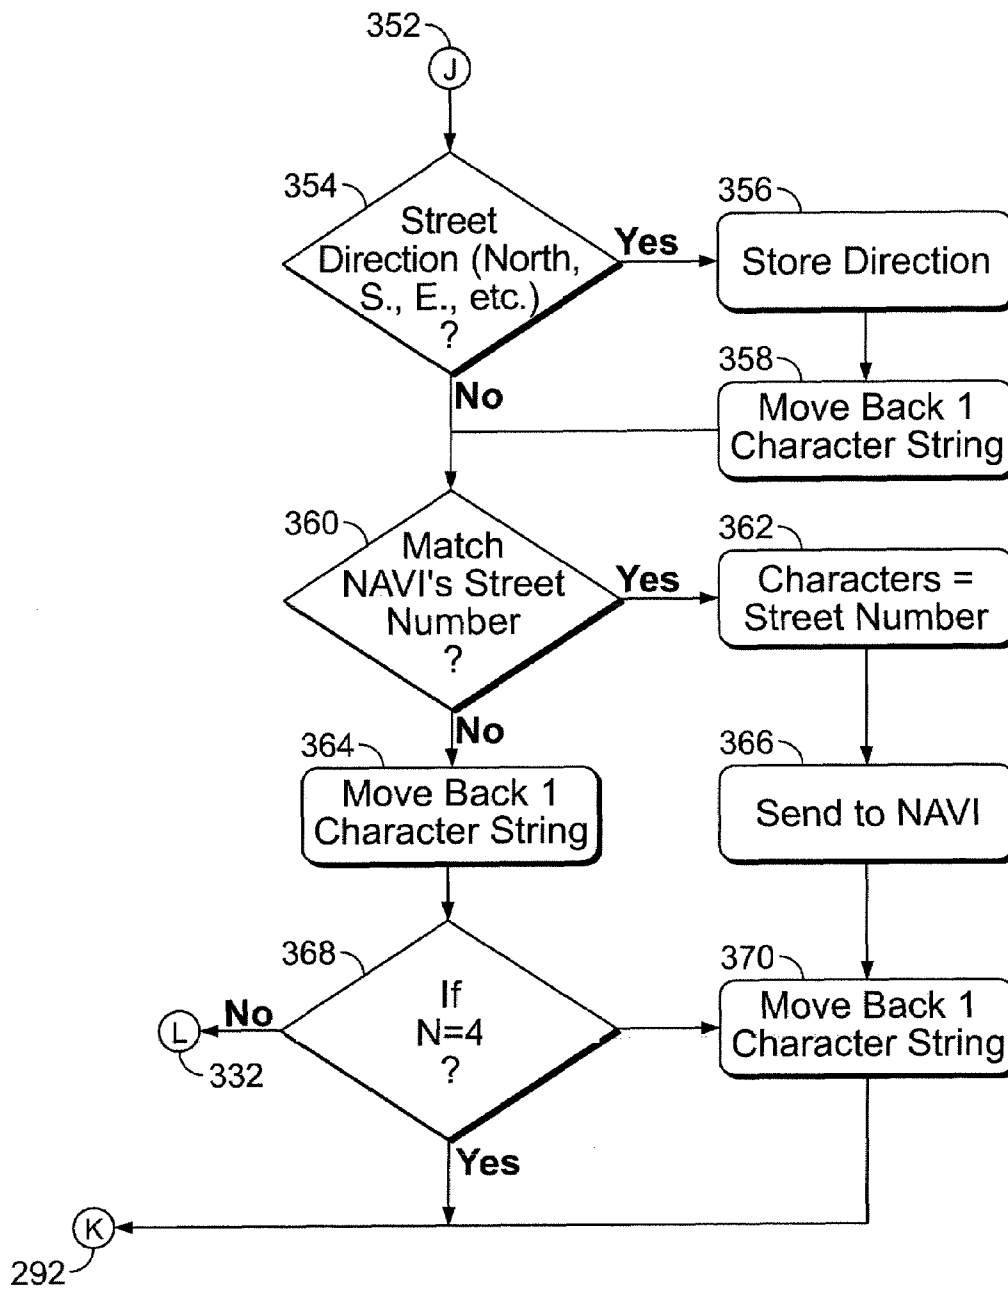 352
J
354
Street
Direction (North,
S., E., etc.)
?
Yes
356
Store Direction
No
358
Move Back 1
Character String
360
Match
NAVI's Street
Number
?
Yes
362
Characters =
Street Number
No
364
Move Back 1
Character String
366
Send to NAVI
368
If
N=4
?
No
L
332
370
Move Back 1
Character String
Yes
K
292